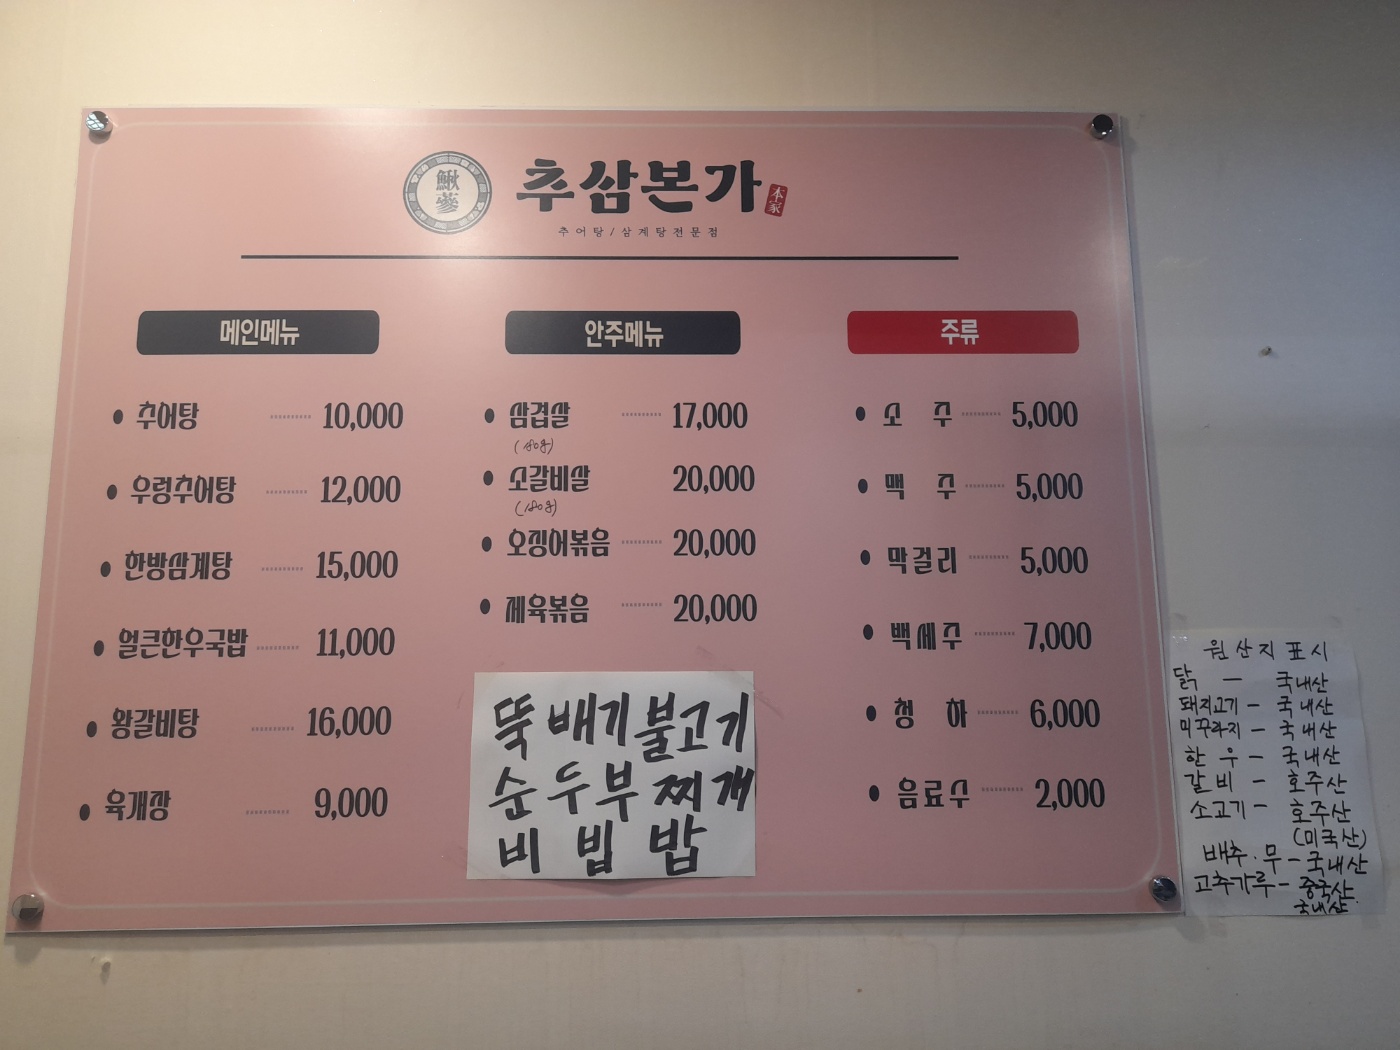 鰍蔘
추삼본가
本家
추어탕/삼계탕전문점
메인메뉴
추어탕 10,000
우렁추어탕 12,000
한방삼계탕 15,000
얼큰한우국밥 11,000
왕갈비탕 16,000
육개장 9,000
안주메뉴
삼겹살 17,000
(180g)
소갈비살 20,000
(180g)
오징어볶음 20,000
제육볶음 20,000
뚝배기불고기
순두부찌개
비빔밥
주류
소주 5,000
맥주 5,000
막걸리 5,000
백세주 7,000
청하 6,000
음료수 2,000
원산지표시
닭 - 국내산
돼지고기 - 국내산
미꾸라지 - 국내산
한우 - 국내산
갈비 - 호주산
소고기 - 호주산
(미국산)
배추·무 - 국내산
고추가루 - 중국산
국내산